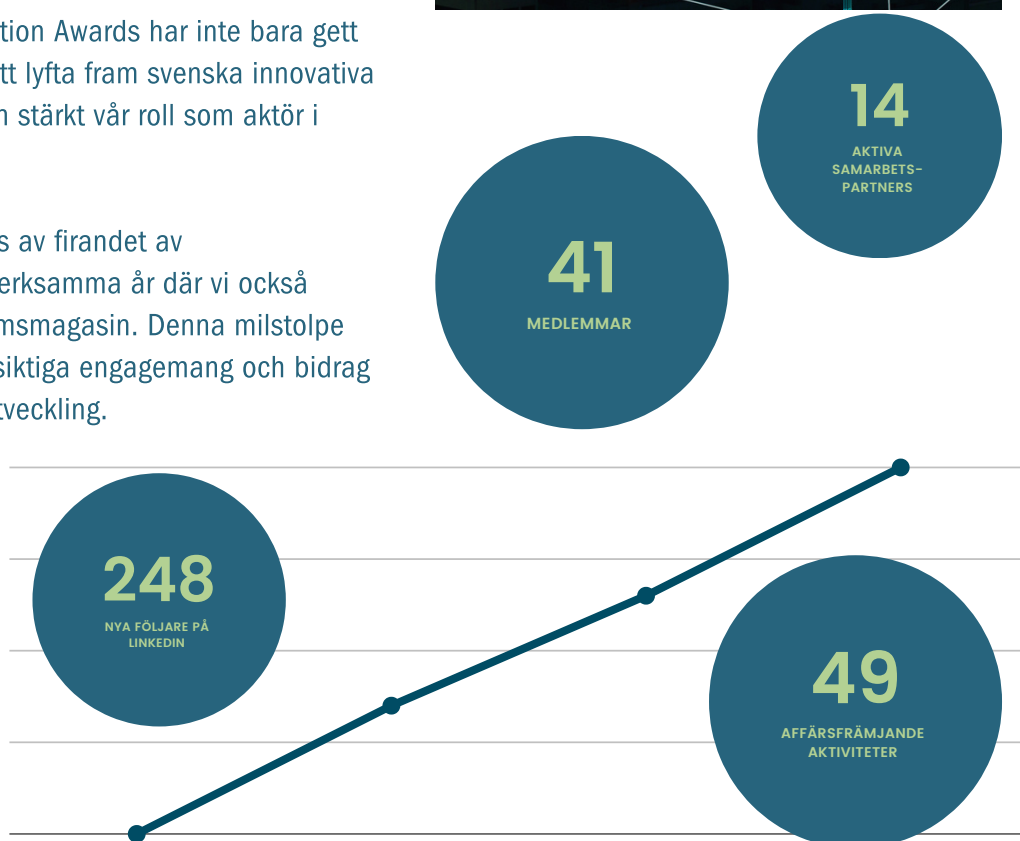 tion Awards har inte bara gett
tt lyfta fram svenska innovativa
stärkt vår roll som aktör i
s av firandet av
erksamma år där vi också
msmagasin. Denna milstolpe
siktiga engagemang och bidrag
tveckling.
14
AKTIVA
SAMARBETS-
PARTNERS
41
MEDLEMMAR
248
NYA FÖLJARE PÅ
LINKEDIN
49
AFFÄRSFRÄMJANDE
AKTIVITETER